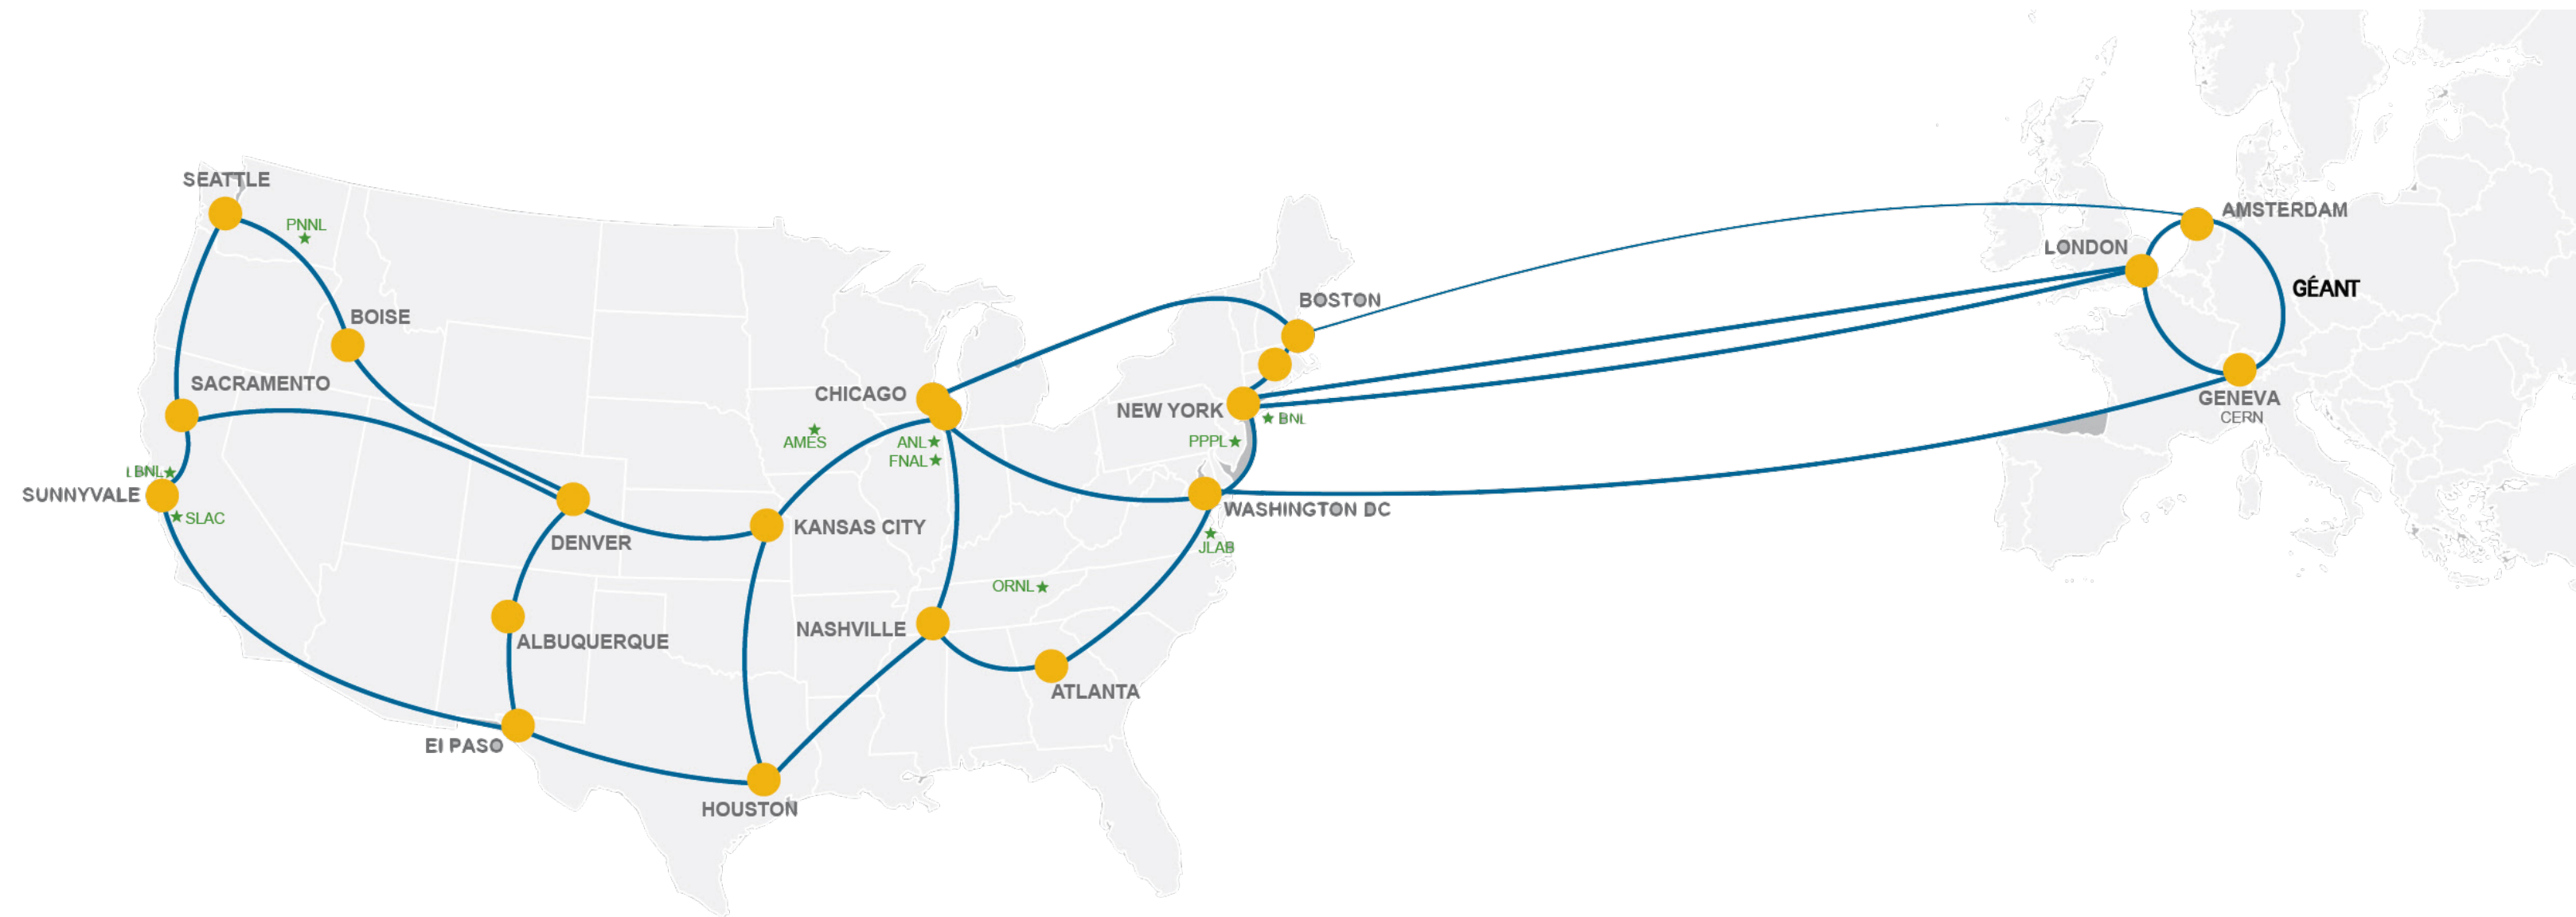 SEATTLE
PNNL
BOISE
SACRAMENTO
LBNL
SUNNYVALE
SLAC
DENVER
ALBUQUERQUE
El PASO
HOUSTON
KANSAS CITY
AMES
CHICAGO
ANL
FNAL
NASHVILLE
ORNL
ATLANTA
BOSTON
NEW YORK
BNL
PPPL
WASHINGTON DC
JLAB
AMSTERDAM
LONDON
GÉANT
GENEVA
CERN